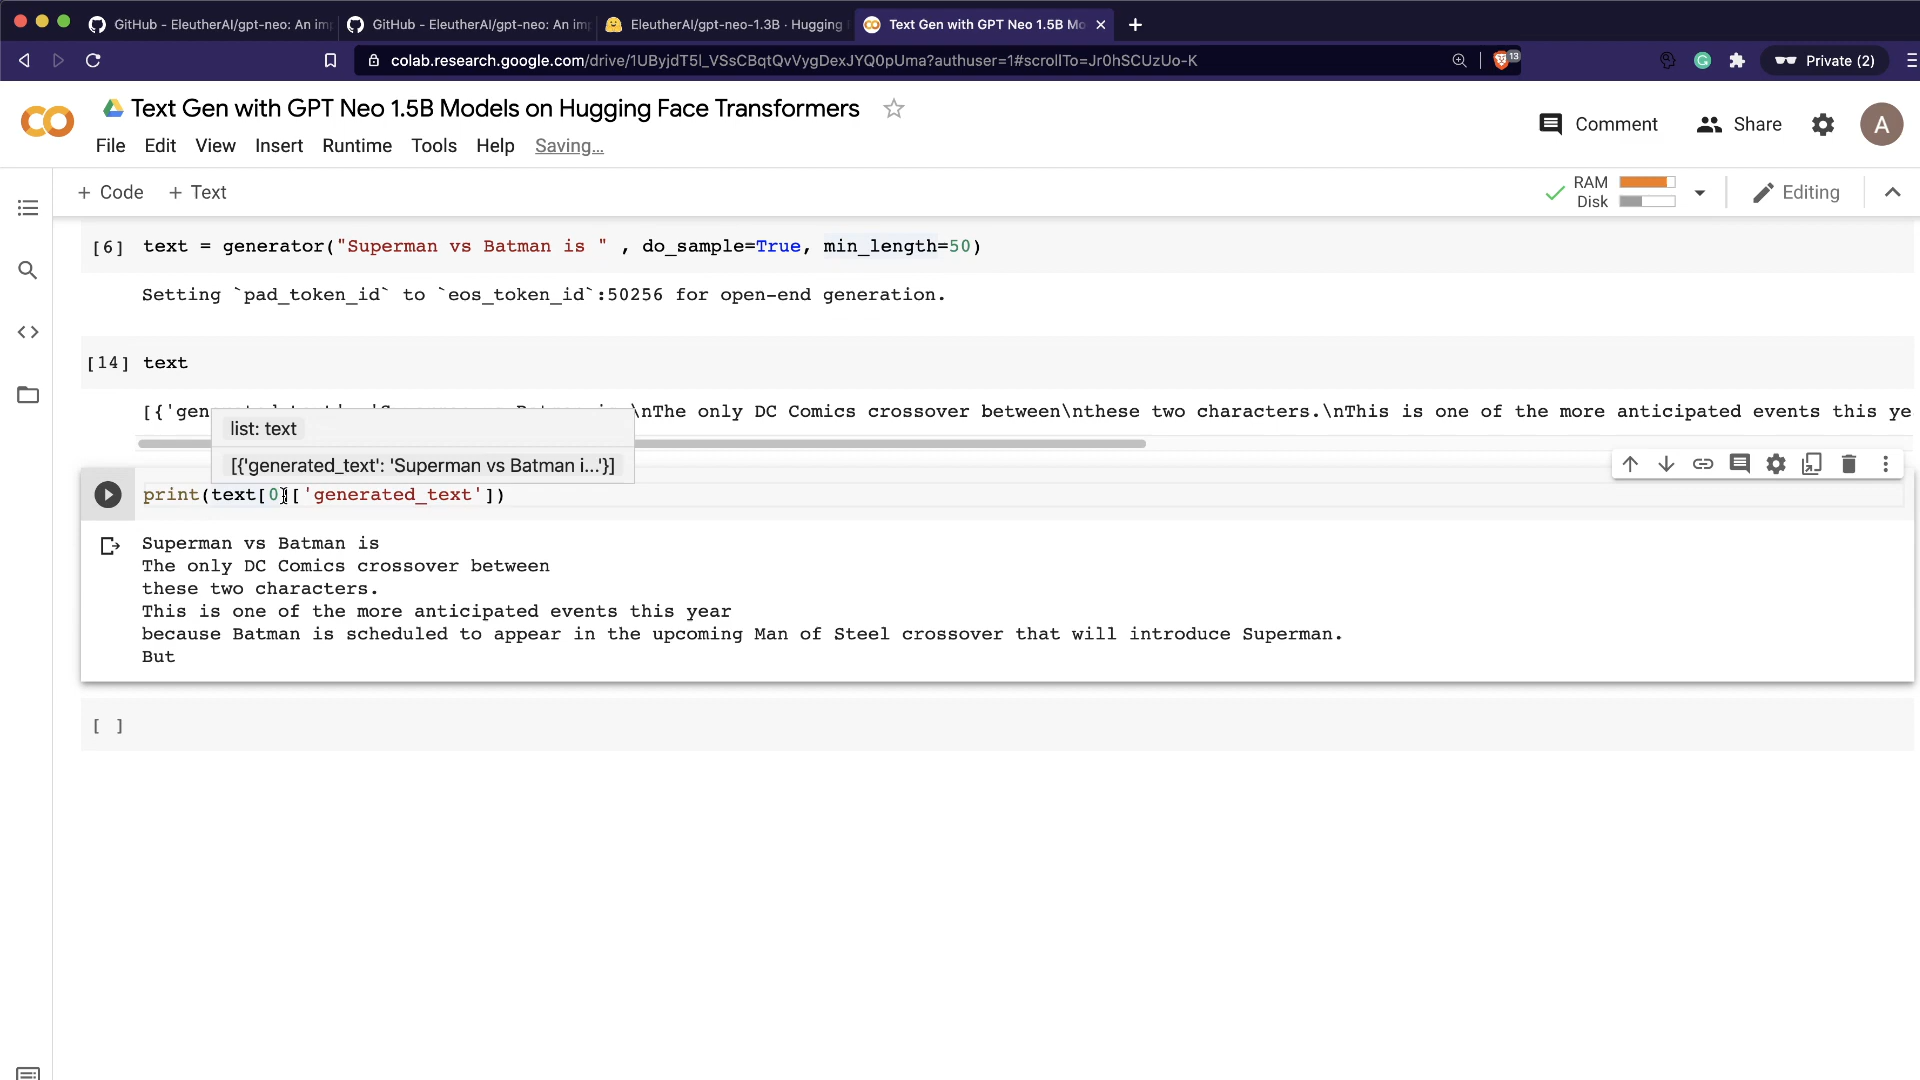 GitHub - EleutherAI/gpt-neo: An im
GitHub - EleutherAI/gpt-neo: An im
EleutherAI/gpt-neo-1.3B · Hugging
Text Gen with GPT Neo 1.5B Mo
colab.research.google.com/drive/1UByjdT5l_VSsCBqtQvVygDexJYQ0pUma?authuser=1#scrollTo=Jr0hSCUzUo-K
13
Private (2)
Text Gen with GPT Neo 1.5B Models on Hugging Face Transformers
File Edit View Insert Runtime Tools Help Saving...
Comment
Share
A
+ Code + Text
RAM
Disk
Editing
[6] text = generator("Superman vs Batman is " , do_sample=True, min_length=50)
Setting `pad_token_id` to `eos_token_id`:50256 for open-end generation.
[14] text
[{'gen
\nThe only DC Comics crossover between\nthese two characters.\nThis is one of the more anticipated events this ye
list: text
[{'generated_text': 'Superman vs Batman i...'}]
print(text[0]['generated_text'])
Superman vs Batman is
The only DC Comics crossover between
these two characters.
This is one of the more anticipated events this year
because Batman is scheduled to appear in the upcoming Man of Steel crossover that will introduce Superman.
But
[ ]